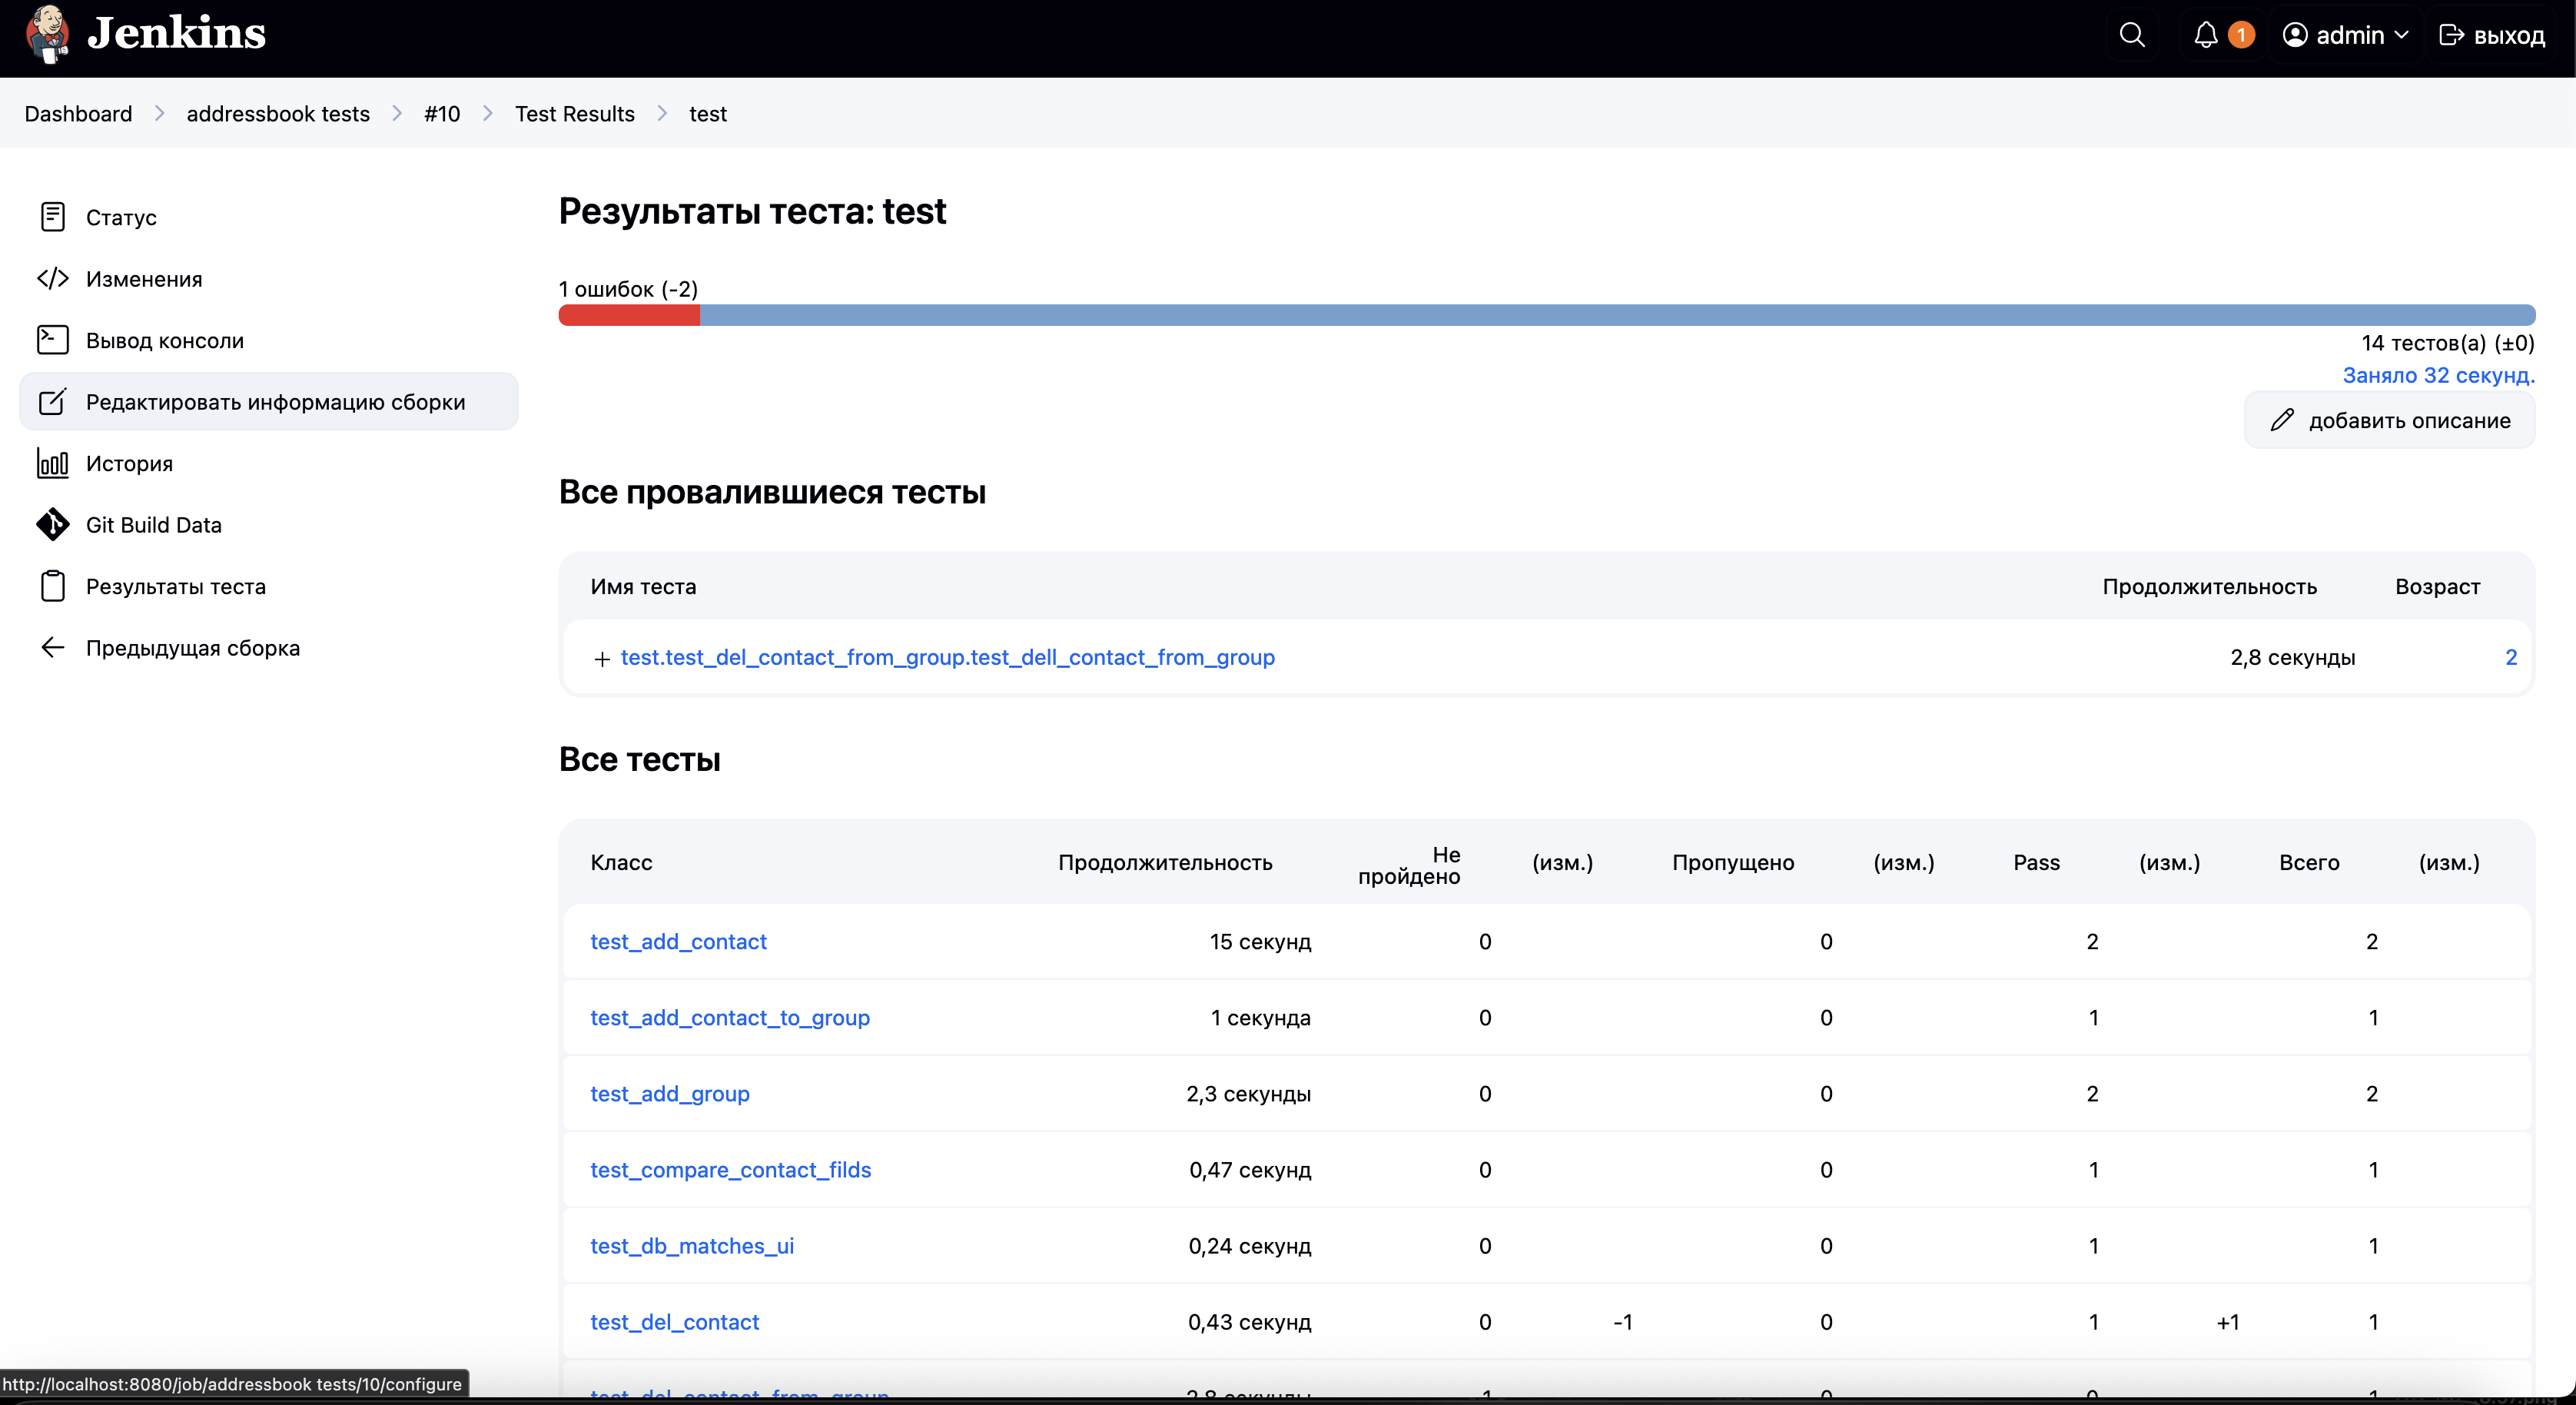 Jenkins
1 admin выход
Dashboard addressbook tests #10 Test Results test
Статус
Изменения
Вывод консоли
Редактировать информацию сборки
История
Git Build Data
Результаты теста
Предыдущая сборка
Результаты теста: test
1 ошибок (-2)
14 тестов(а) (±0)
Заняло 32 секунд.
добавить описание
Все провалившиеся тесты
Имя теста Продолжительность Возраст
+ test.test_del_contact_from_group.test_dell_contact_from_group 2,8 секунды 2
Все тесты
Класс Продолжительность Не пройдено (изм.) Пропущено (изм.) Pass (изм.) Всего (изм.)
test_add_contact 15 секунд 0 0 2 2
test_add_contact_to_group 1 секунда 0 0 1 1
test_add_group 2,3 секунды 0 0 2 2
test_compare_contact_filds 0,47 секунд 0 0 1 1
test_db_matches_ui 0,24 секунд 0 0 1 1
test_del_contact 0,43 секунд 0 -1 0 1 +1 1
test_del_contact_from_group 2,8 секунды 1 0 0 1
http://localhost:8080/job/addressbook tests/10/configure